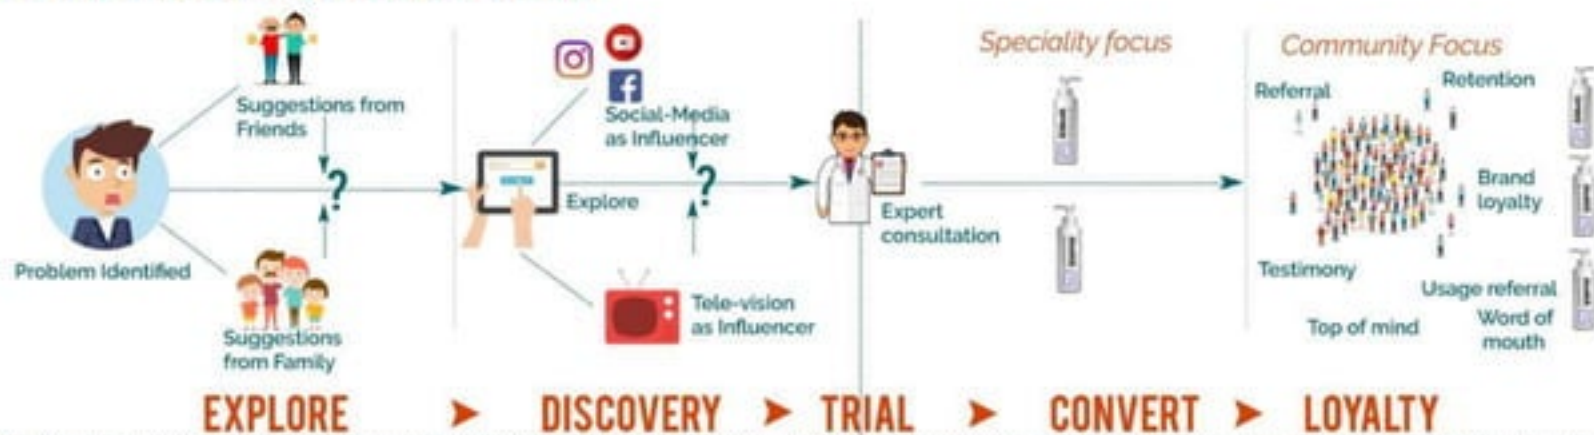 Speciality focus
Community Focus
Suggestions from
Friends
Social-Media
as Influencer
Referral
Retention
?
?
Explore
Expert
consultation
Brand
loyalty
Problem Identified
Suggestions
from Family
Tele-vision
as Influencer
Testimony
Usage referral
Top of mind
Word of
mouth
EXPLORE
DISCOVERY
TRIAL
CONVERT
LOYALTY